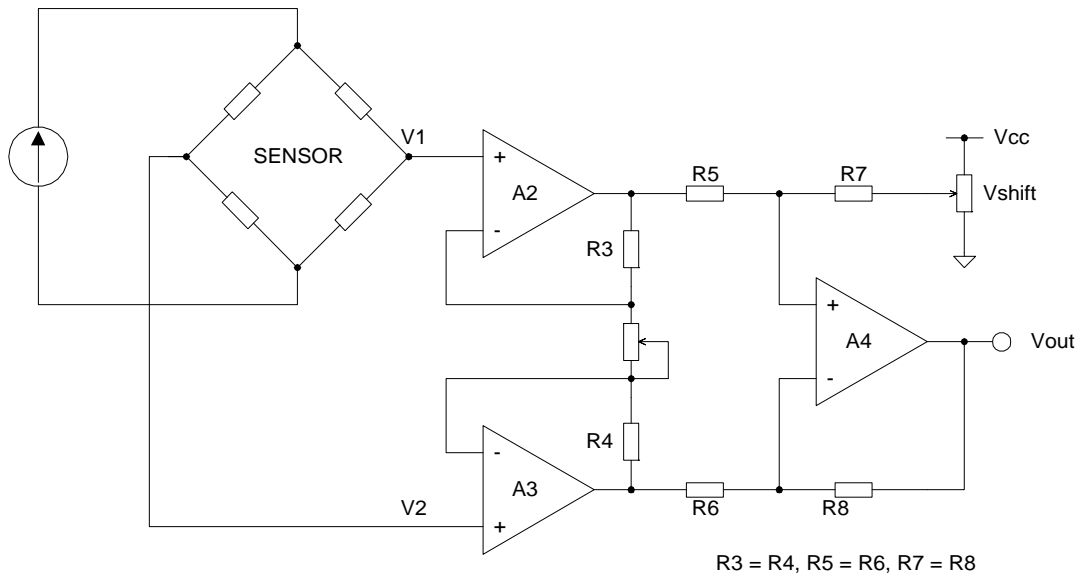 V1
Vcc
SENSOR
+
A2
-
R5
R7
Vshift
R3
+
A4
-
Vout
R4
-
A3
+
V2
R6
R8
R3 = R4, R5 = R6, R7 = R8